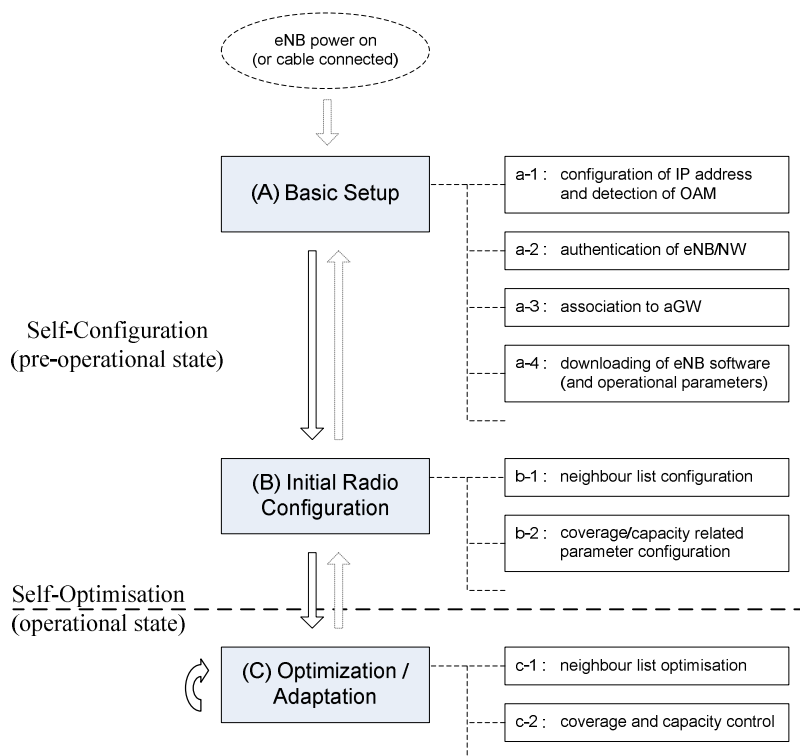 eNB power on
(or cable connected)
(A) Basic Setup
a-1 : configuration of IP address
and detection of OAM
a-2 : authentication of eNB/NW
a-3 : association to aGW
a-4 : downloading of eNB software
(and operational parameters)
Self-Configuration
(pre-operational state)
(B) Initial Radio
Configuration
b-1 : neighbour list configuration
b-2 : coverage/capacity related
parameter configuration
Self-Optimisation
(operational state)
(C) Optimization /
Adaptation
c-1 : neighbour list optimisation
c-2 : coverage and capacity control